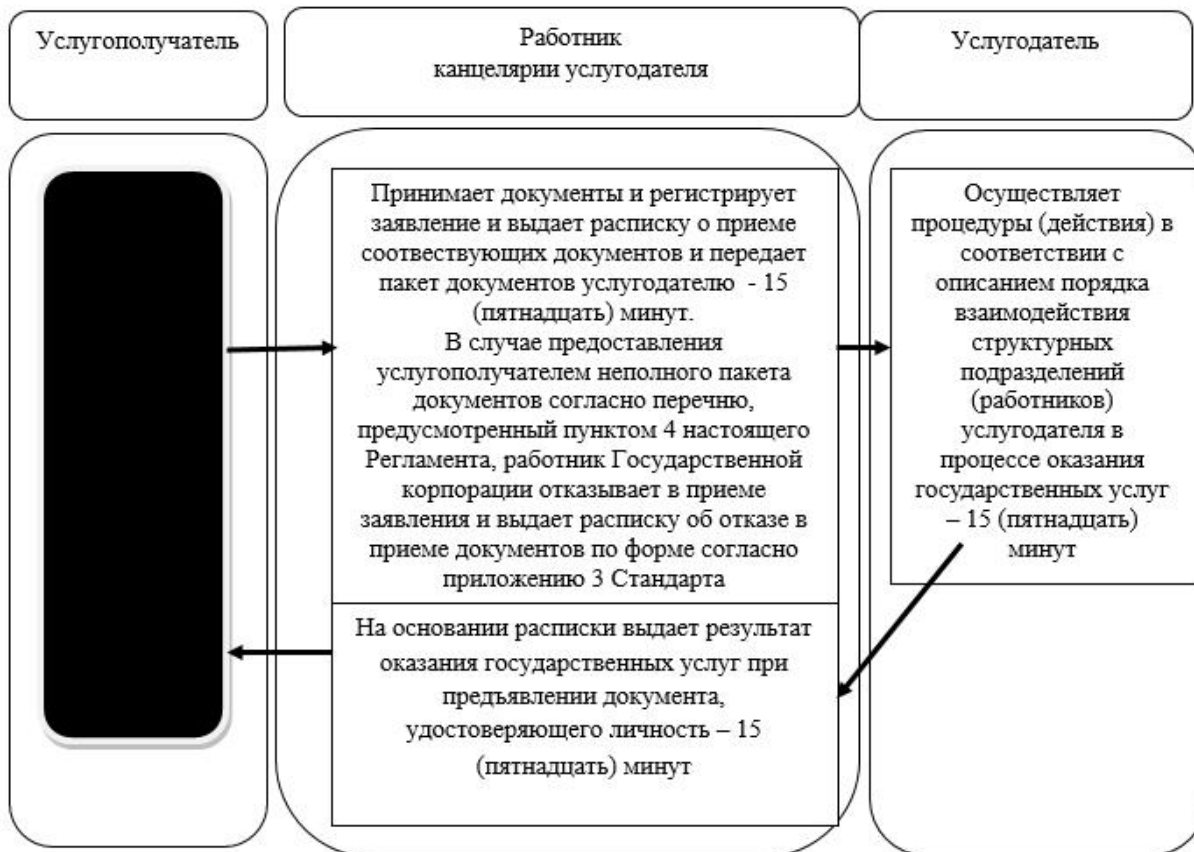 Услугополучатель
Работник
канцелярии услугодателя
Услугодатель
Принимает документы и регистрирует
заявление и выдает расписку о приеме
соотвествующих документов и передает
пакет документов услугодателю - 15
(пятнадцать) минут.
В случае предоставления
услугополучателем неполного пакета
документов согласно перечню,
предусмотренный пунктом 4 настоящего
Регламента, работник Государственной
корпорации отказывает в приеме
заявления и выдает расписку об отказе в
приеме документов по форме согласно
приложению 3 Стандарта
На основании расписки выдает результат
оказания государственных услуг при
предъявлении документа,
удостоверяющего личность – 15
(пятнадцать) минут
Осуществляет
процедуры (действия) в
соответствии с
описанием порядка
взаимодействия
структурных
подразделений
(работников)
услугодателя в
процессе оказания
государственных услуг
– 15 (пятнадцать)
минут